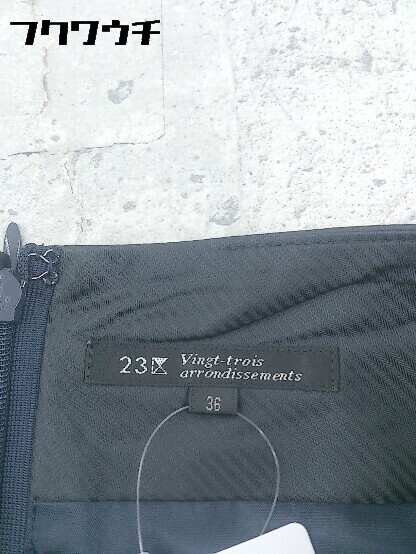 フクワウチ
23区 Vingt-trois
arrondissements
36